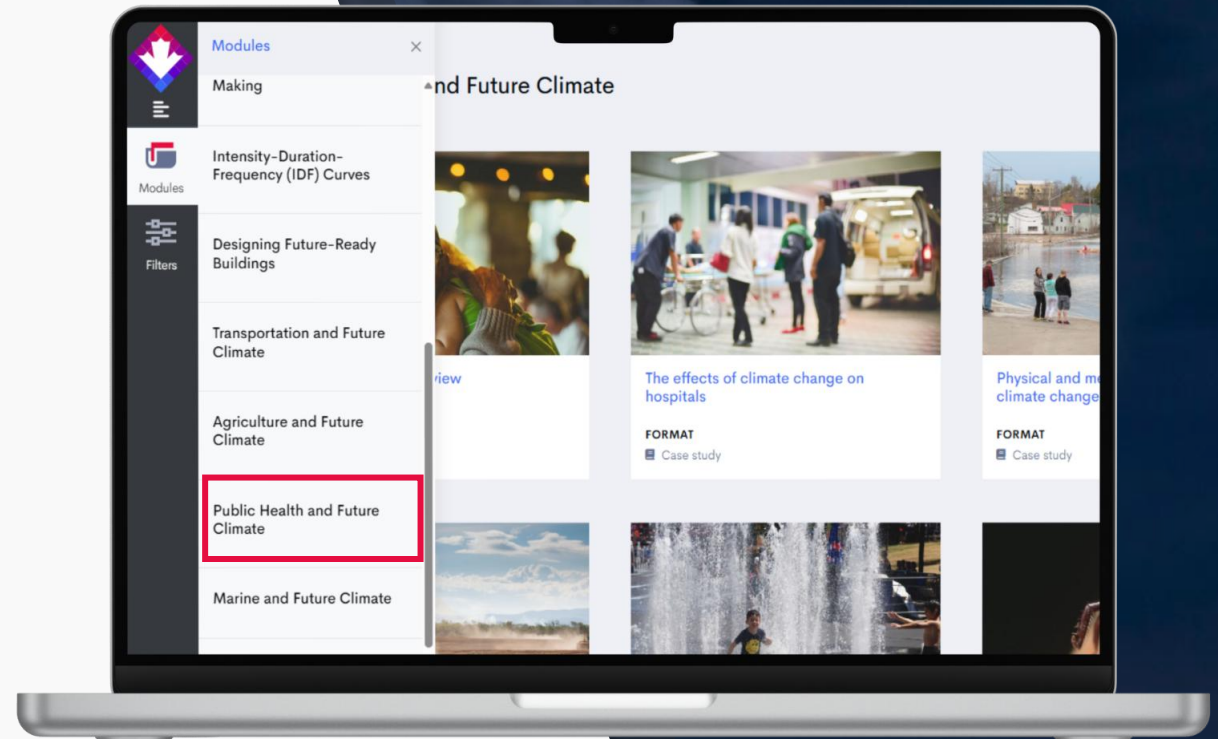 Modules
Making
Intensity-Duration-
Frequency (IDF) Curves
Designing Future-Ready
Buildings
Transportation and Future
Climate
Agriculture and Future
Climate
Public Health and Future
Climate
Marine and Future Climate
Modules
Filters
nd Future Climate
view
The effects of climate change on
hospitals
FORMAT
Case study
Physical and
climate change
FORMAT
Case study